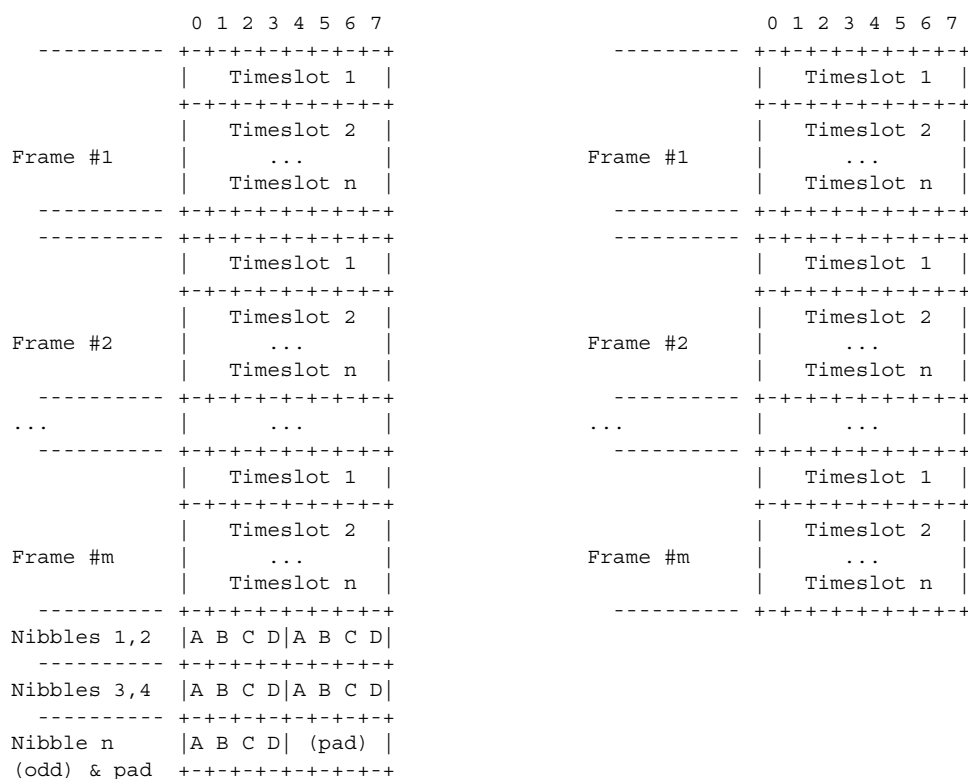 0 1 2 3 4 5 6 7                                0 1 2 3 4 5 6 7
  ---------- +-+-+-+-+-+-+-+-+                 ---------- +-+-+-+-+-+-+-+-+
             |   Timeslot 1  |                            |   Timeslot 1  |
             +-+-+-+-+-+-+-+-+                            +-+-+-+-+-+-+-+-+
             |   Timeslot 2  |                            |   Timeslot 2  |
Frame #1     |      ...      |               Frame #1     |      ...      |
             |   Timeslot n  |                            |   Timeslot n  |
  ---------- +-+-+-+-+-+-+-+-+                 ---------- +-+-+-+-+-+-+-+-+
  ---------- +-+-+-+-+-+-+-+-+                 ---------- +-+-+-+-+-+-+-+-+
             |   Timeslot 1  |                            |   Timeslot 1  |
             +-+-+-+-+-+-+-+-+                            +-+-+-+-+-+-+-+-+
             |   Timeslot 2  |                            |   Timeslot 2  |
Frame #2     |      ...      |               Frame #2     |      ...      |
             |   Timeslot n  |                            |   Timeslot n  |
  ---------- +-+-+-+-+-+-+-+-+                 ---------- +-+-+-+-+-+-+-+-+
...          |      ...      |               ...          |      ...      |
  ---------- +-+-+-+-+-+-+-+-+                 ---------- +-+-+-+-+-+-+-+-+
             |   Timeslot 1  |                            |   Timeslot 1  |
             +-+-+-+-+-+-+-+-+                            +-+-+-+-+-+-+-+-+
             |   Timeslot 2  |                            |   Timeslot 2  |
Frame #m     |      ...      |               Frame #m     |      ...      |
             |   Timeslot n  |                            |   Timeslot n  |
  ---------- +-+-+-+-+-+-+-+-+                 ---------- +-+-+-+-+-+-+-+-+
Nibbles 1,2  |A B C D|A B C D|
  ---------- +-+-+-+-+-+-+-+-+
Nibbles 3,4  |A B C D|A B C D|
  ---------- +-+-+-+-+-+-+-+-+
Nibble n     |A B C D| (pad) |
(odd) & pad  +-+-+-+-+-+-+-+-+